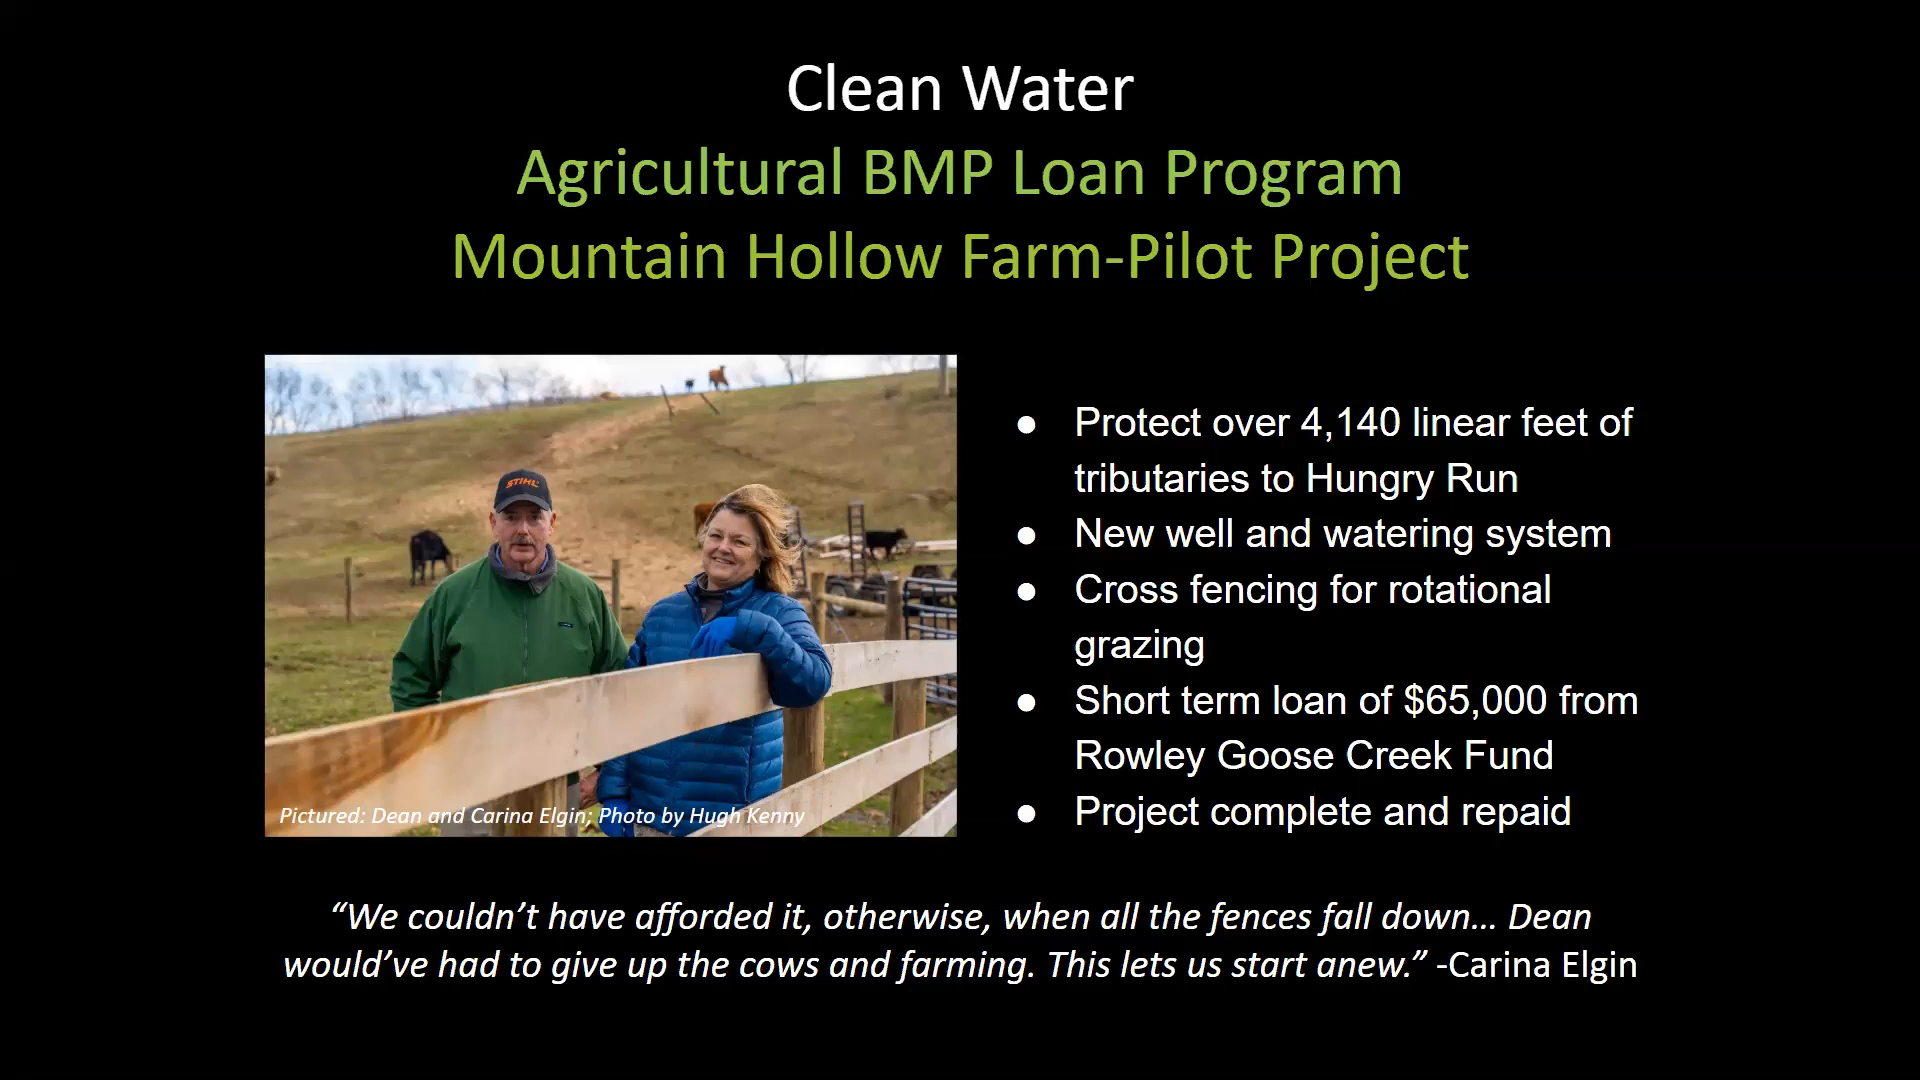 Clean Water
Agricultural BMP Loan Program
Mountain Hollow Farm-Pilot Project
STIHL
Pictured: Dean and Carina Elgin; Photo by Hugh Kenny
● Protect over 4,140 linear feet of
tributaries to Hungry Run
● New well and watering system
● Cross fencing for rotational
grazing
● Short term loan of $65,000 from
Rowley Goose Creek Fund
● Project complete and repaid
“We couldn’t have afforded it, otherwise, when all the fences fall down… Dean
would’ve had to give up the cows and farming. This lets us start anew.” -Carina Elgin